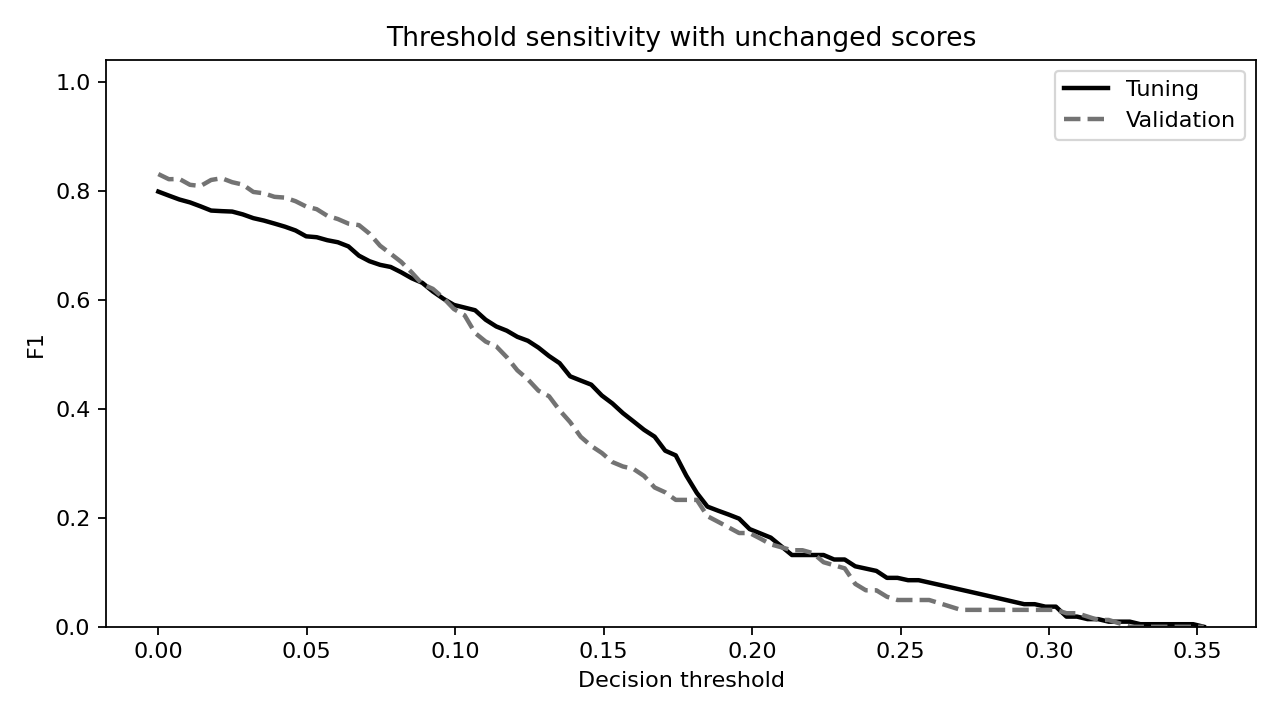 Threshold sensitivity with unchanged scores
Tuning
Validation
F1
1.0
0.8
0.6
0.4
0.2
0.0
0.00 0.05 0.10 0.15 0.20 0.25 0.30 0.35
Decision threshold